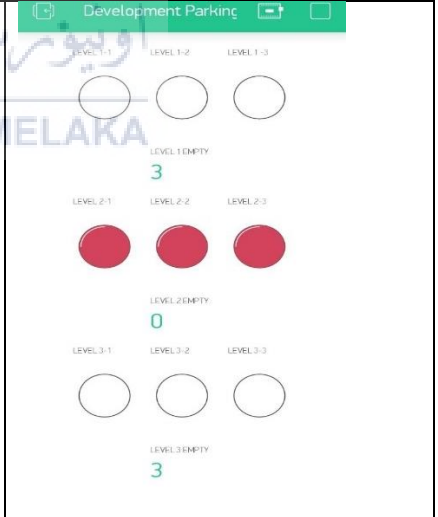 Development Parking
اونيۏر
MELAKA
LEVEL 1-1 LEVEL 1-2 LEVEL 1-3
LEVEL 1 EMPTY
3
LEVEL 2-1 LEVEL 2-2 LEVEL 2-3
LEVEL 2 EMPTY
0
LEVEL 3-1 LEVEL 3-2 LEVEL 3-3
LEVEL 3 EMPTY
3